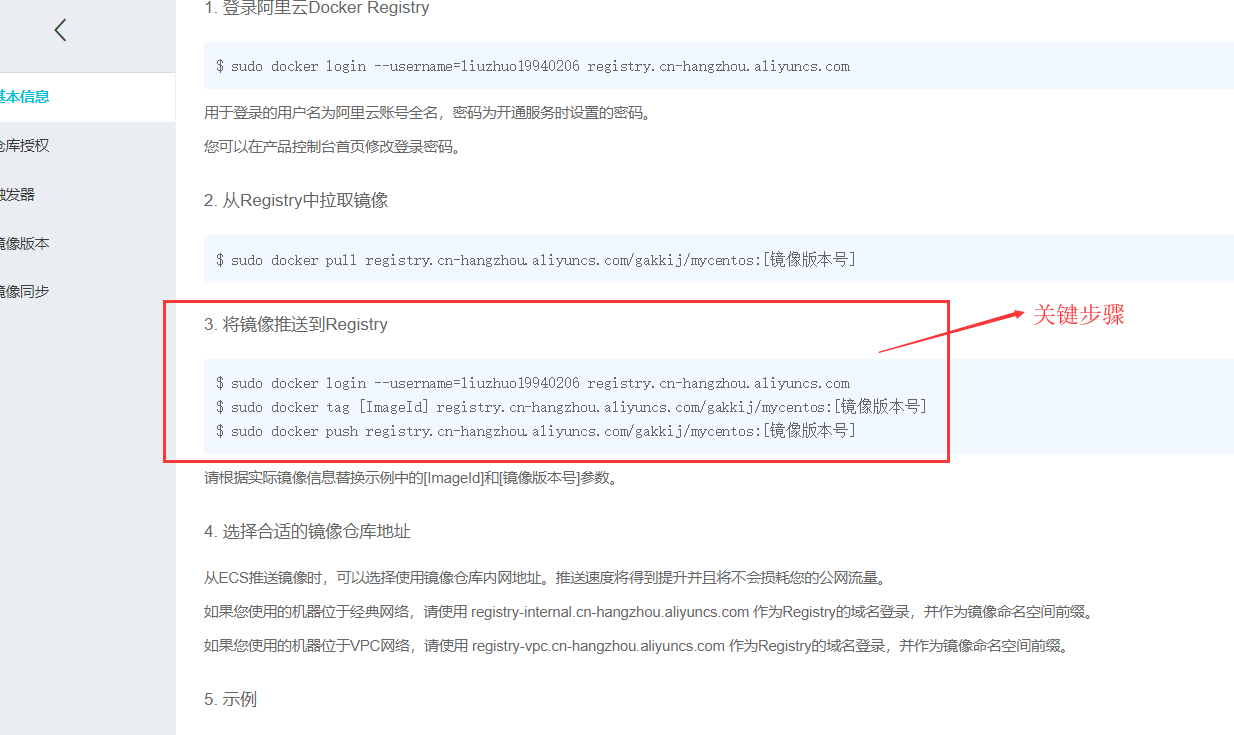 1. 登录阿里云Docker Registry
$ sudo docker login --username=liuzhuo19940206 registry.cn-hangzhou.aliyuncs.com
基本信息
用于登录的用户名为阿里云账号全名，密码为开通服务时设置的密码。
仓库授权
您可以在产品控制台首页修改登录密码。
触发器
2. 从Registry中拉取镜像
镜像版本
$ sudo docker pull registry.cn-hangzhou.aliyuncs.com/gakkij/mycentos:[镜像版本号]
镜像同步
3. 将镜像推送到Registry
关键步骤
$ sudo docker login --username=liuzhuo19940206 registry.cn-hangzhou.aliyuncs.com
$ sudo docker tag [ImageId] registry.cn-hangzhou.aliyuncs.com/gakkij/mycentos:[镜像版本号]
$ sudo docker push registry.cn-hangzhou.aliyuncs.com/gakkij/mycentos:[镜像版本号]
请根据实际镜像信息替换示例中的[ImageId]和[镜像版本号]参数。
4. 选择合适的镜像仓库地址
从ECS推送镜像时，可以选择使用镜像仓库内网地址。推送速度将得到提升并且将不会损耗您的公网流量。
如果您使用的机器位于经典网络，请使用 registry-internal.cn-hangzhou.aliyuncs.com 作为Registry的域名登录，并作为镜像命名空间前缀。
如果您使用的机器位于VPC网络，请使用 registry-vpc.cn-hangzhou.aliyuncs.com 作为Registry的域名登录，并作为镜像命名空间前缀。
5. 示例